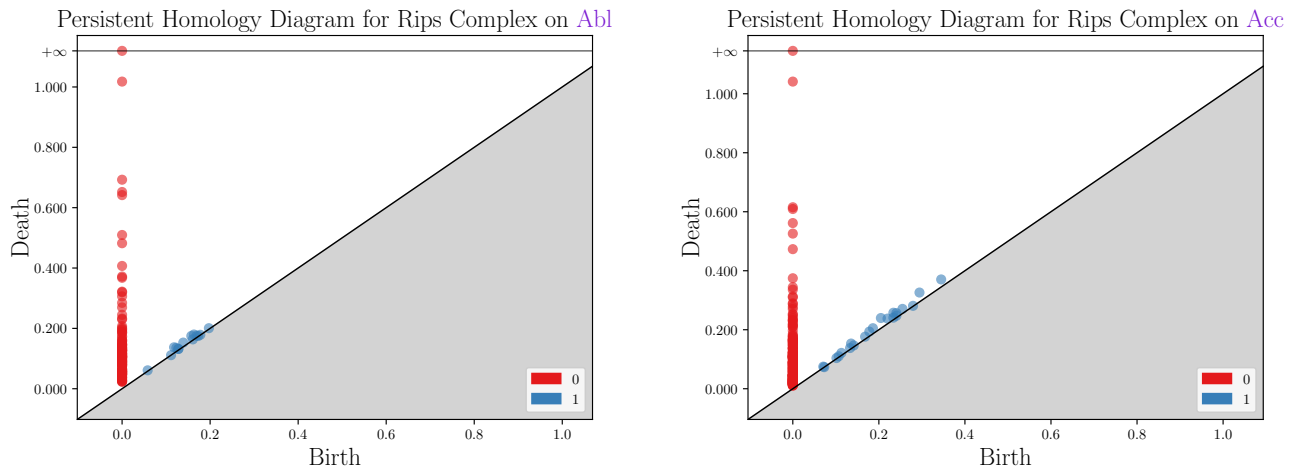 Persistent Homology Diagram for Rips Complex on Abl
+∞
1.000
0.800
0.600
0.400
0.200
0.000
Death
0.0 0.2 0.4 0.6 0.8 1.0
Birth
0
1
Persistent Homology Diagram for Rips Complex on Acc
+∞
1.000
0.800
0.600
0.400
0.200
0.000
Death
0.0 0.2 0.4 0.6 0.8 1.0
Birth
0
1